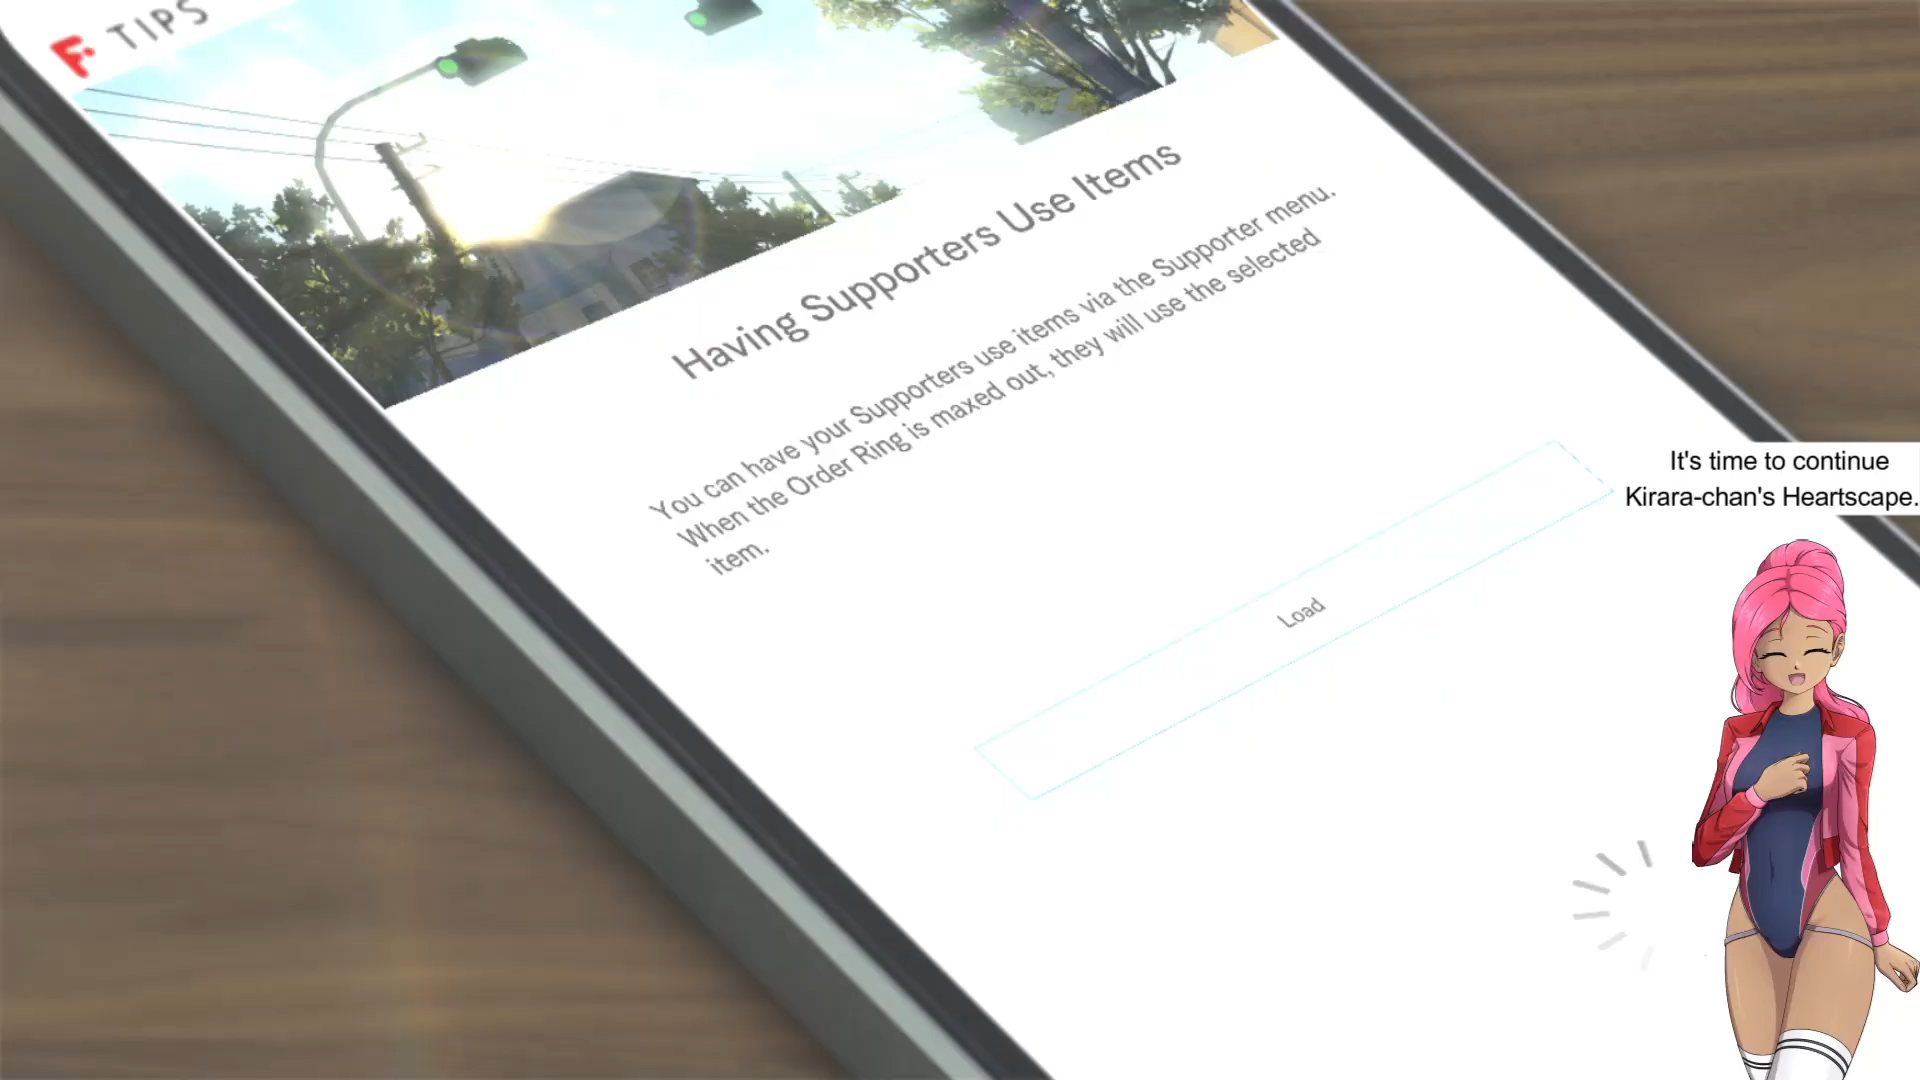 TIPS
Having Supporters Use Items
You can have your Supporters use items via the Supporter menu.
When the Order Ring is maxed out, they will use the selected
item.
Load
It's time to continue
Kirara-chan's Heartscape.